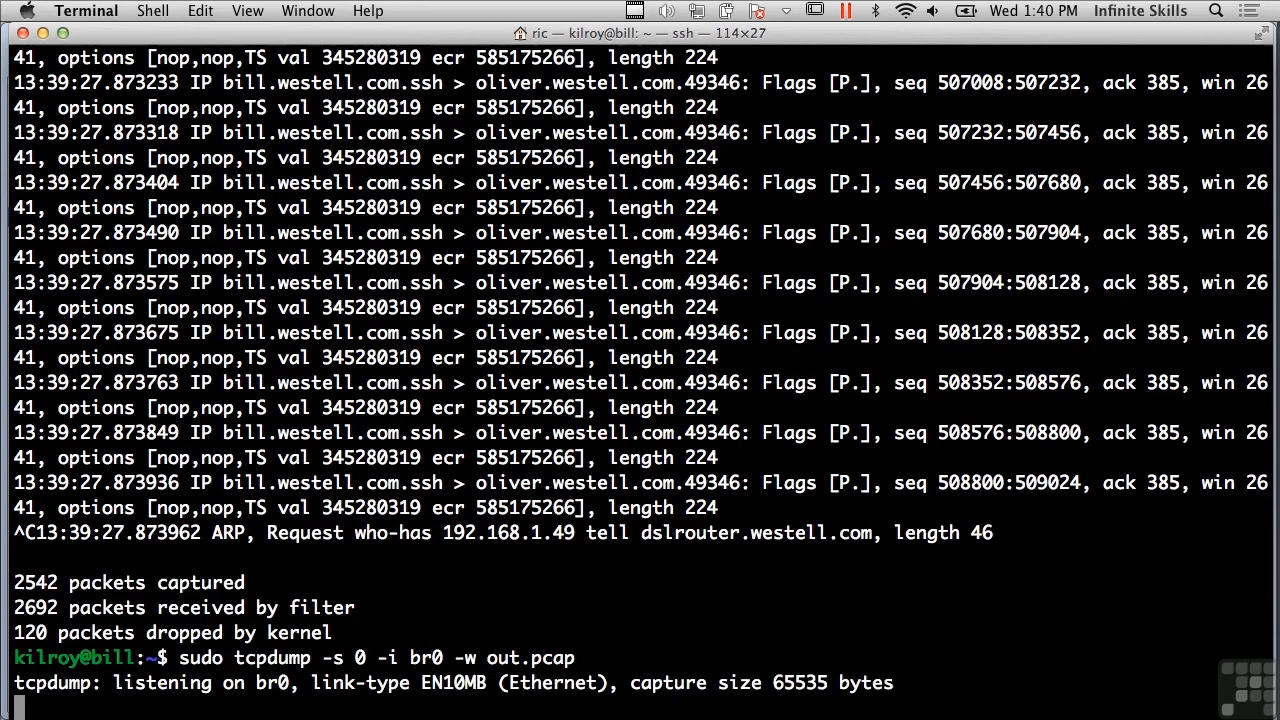 Terminal Shell Edit View Window Help Wed 1:40 PM Infinite Skills
ric — kilroy@bill: ~ — ssh — 114×27
41, options [nop,nop,TS val 345280319 ecr 585175266], length 224
13:39:27.873233 IP bill.westell.com.ssh > oliver.westell.com.49346: Flags [P.], seq 507008:507232, ack 385, win 26
41, options [nop,nop,TS val 345280319 ecr 585175266], length 224
13:39:27.873318 IP bill.westell.com.ssh > oliver.westell.com.49346: Flags [P.], seq 507232:507456, ack 385, win 26
41, options [nop,nop,TS val 345280319 ecr 585175266], length 224
13:39:27.873404 IP bill.westell.com.ssh > oliver.westell.com.49346: Flags [P.], seq 507456:507680, ack 385, win 26
41, options [nop,nop,TS val 345280319 ecr 585175266], length 224
13:39:27.873490 IP bill.westell.com.ssh > oliver.westell.com.49346: Flags [P.], seq 507680:507904, ack 385, win 26
41, options [nop,nop,TS val 345280319 ecr 585175266], length 224
13:39:27.873575 IP bill.westell.com.ssh > oliver.westell.com.49346: Flags [P.], seq 507904:508128, ack 385, win 26
41, options [nop,nop,TS val 345280319 ecr 585175266], length 224
13:39:27.873675 IP bill.westell.com.ssh > oliver.westell.com.49346: Flags [P.], seq 508128:508352, ack 385, win 26
41, options [nop,nop,TS val 345280319 ecr 585175266], length 224
13:39:27.873763 IP bill.westell.com.ssh > oliver.westell.com.49346: Flags [P.], seq 508352:508576, ack 385, win 26
41, options [nop,nop,TS val 345280319 ecr 585175266], length 224
13:39:27.873849 IP bill.westell.com.ssh > oliver.westell.com.49346: Flags [P.], seq 508576:508800, ack 385, win 26
41, options [nop,nop,TS val 345280319 ecr 585175266], length 224
13:39:27.873936 IP bill.westell.com.ssh > oliver.westell.com.49346: Flags [P.], seq 508800:509024, ack 385, win 26
41, options [nop,nop,TS val 345280319 ecr 585175266], length 224
^C13:39:27.873962 ARP, Request who-has 192.168.1.49 tell dslrouter.westell.com, length 46
2542 packets captured
2692 packets received by filter
120 packets dropped by kernel
kilroy@bill:~$ sudo tcpdump -s 0 -i br0 -w out.pcap
tcpdump: listening on br0, link-type EN10MB (Ethernet), capture size 65535 bytes